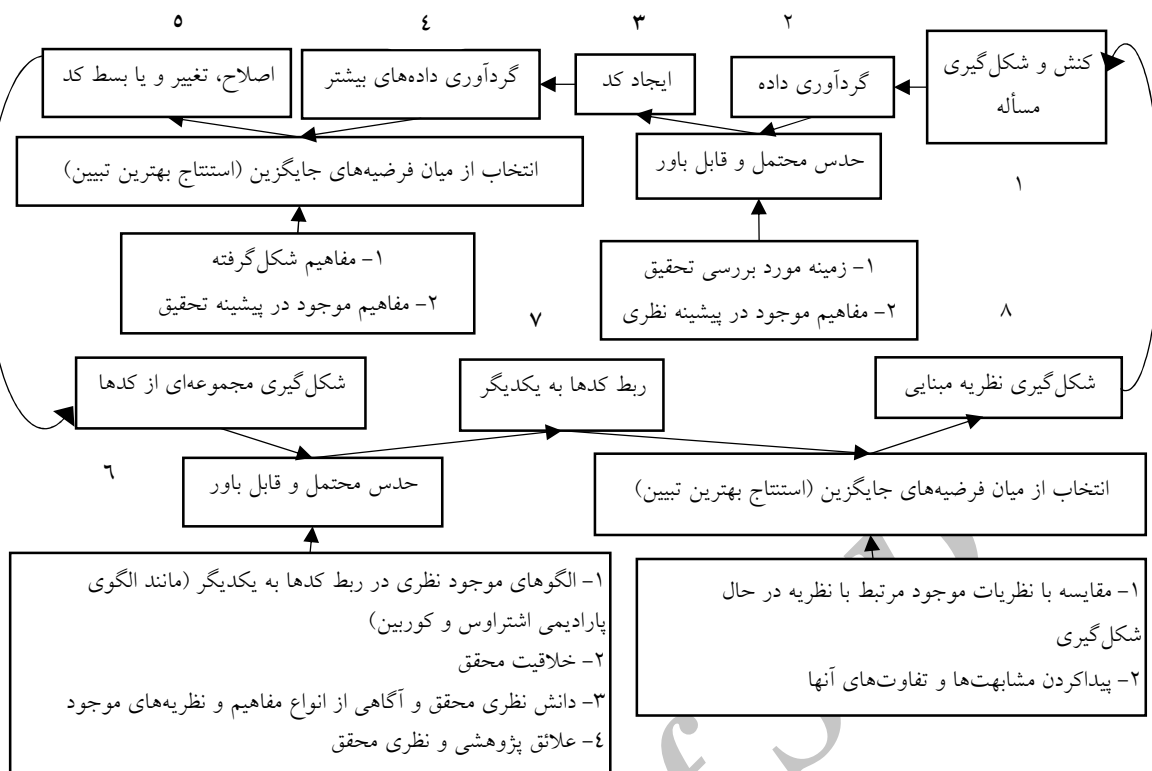 ۱
کنش و شکل‌گیری
مسأله
۲
گردآوری داده
حدس محتمل و قابل باور
۱- زمینه مورد بررسی تحقیق
۲- مفاهیم موجود در پیشینه نظری
۳
ایجاد کد
٤
گردآوری داده‌های بیشتر
انتخاب از میان فرضیه‌های جایگزین (استنتاج بهترین تبیین)
۱- مفاهیم شکل‌گرفته
۲- مفاهیم موجود در پیشینه تحقیق
٥
اصلاح، تغییر و یا بسط کد
٦
شکل‌گیری مجموعه‌ای از کدها
حدس محتمل و قابل باور
۱- الگوهای موجود نظری در ربط کدها به یکدیگر (مانند الگوی
پارادیمی اشتراوس و کوربین)
۲- خلاقیت محقق
۳- دانش نظری محقق و آگاهی از انواع مفاهیم و نظریه‌های موجود
٤- علائق پژوهشی و نظری محقق
۷
ربط کدها به یکدیگر
انتخاب از میان فرضیه‌های جایگزین (استنتاج بهترین تبیین)
۱- مقایسه با نظریات موجود مرتبط با نظریه در حال
شکل‌گیری
۲- پیداکردن مشابهت‌ها و تفاوت‌های آنها
۸
شکل‌گیری نظریه مبنایی